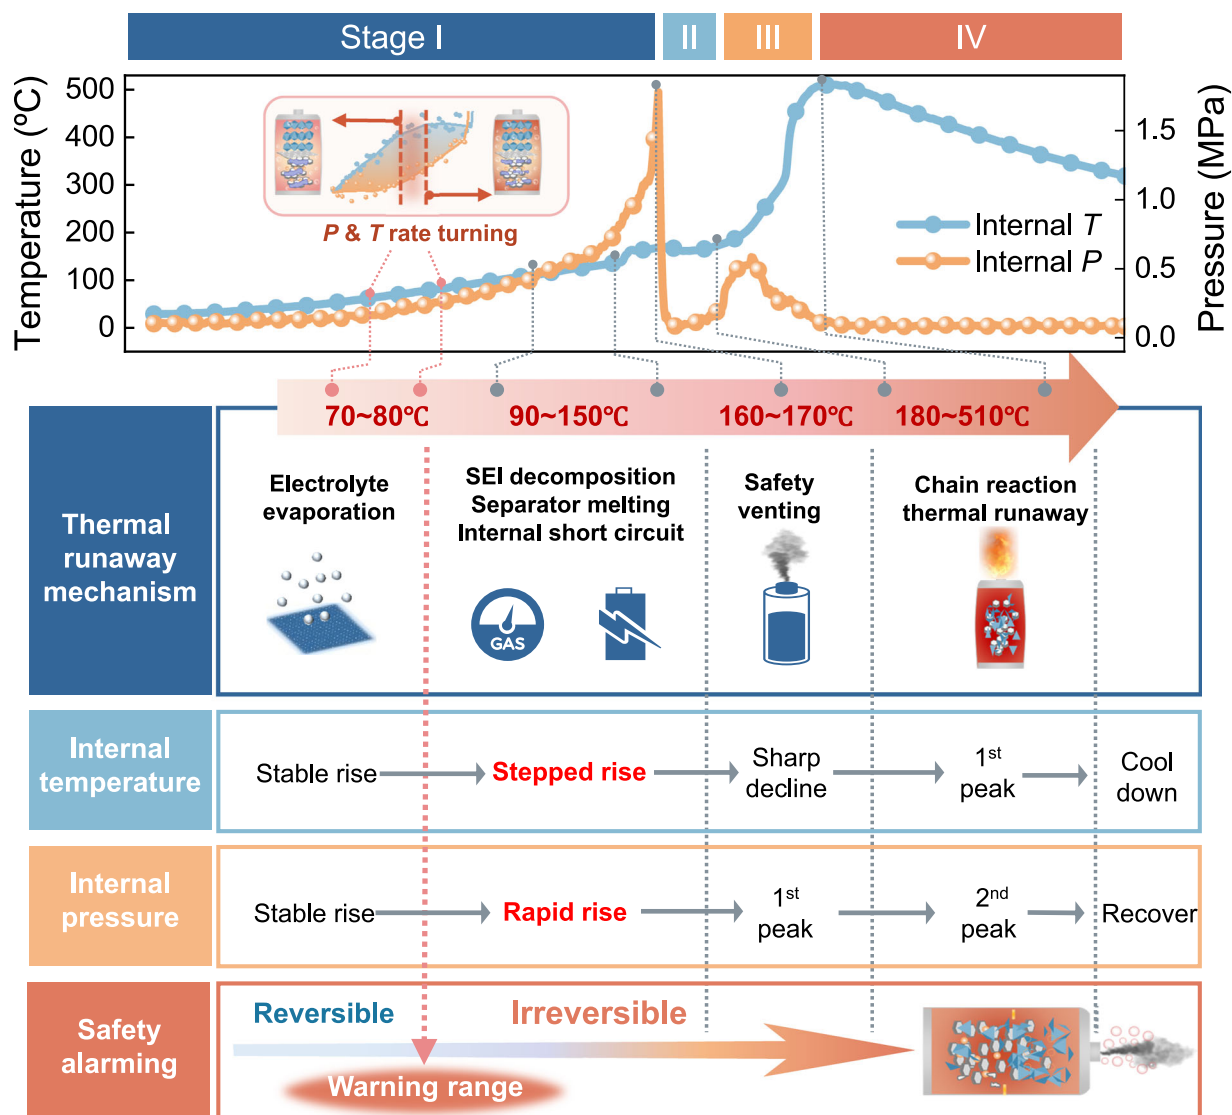 Stage I
II
III
IV
Temperature (ºC)
500
400
300
200
100
0
P & T rate turning
Internal T
Internal P
1.5
1.0
0.5
0.0
Pressure (MPa)
70~80℃
90~150℃
160~170℃
180~510℃
Thermal
runaway
mechanism
Electrolyte
evaporation
SEI decomposition
Separator melting
Internal short circuit
GAS
Safety
venting
Chain reaction
thermal runaway
Internal
temperature
Stable rise
Stepped rise
Sharp
decline
1st
peak
Cool
down
Internal
pressure
Stable rise
Rapid rise
1st
peak
2nd
peak
Recover
Safety
alarming
Reversible
Irreversible
Warning range